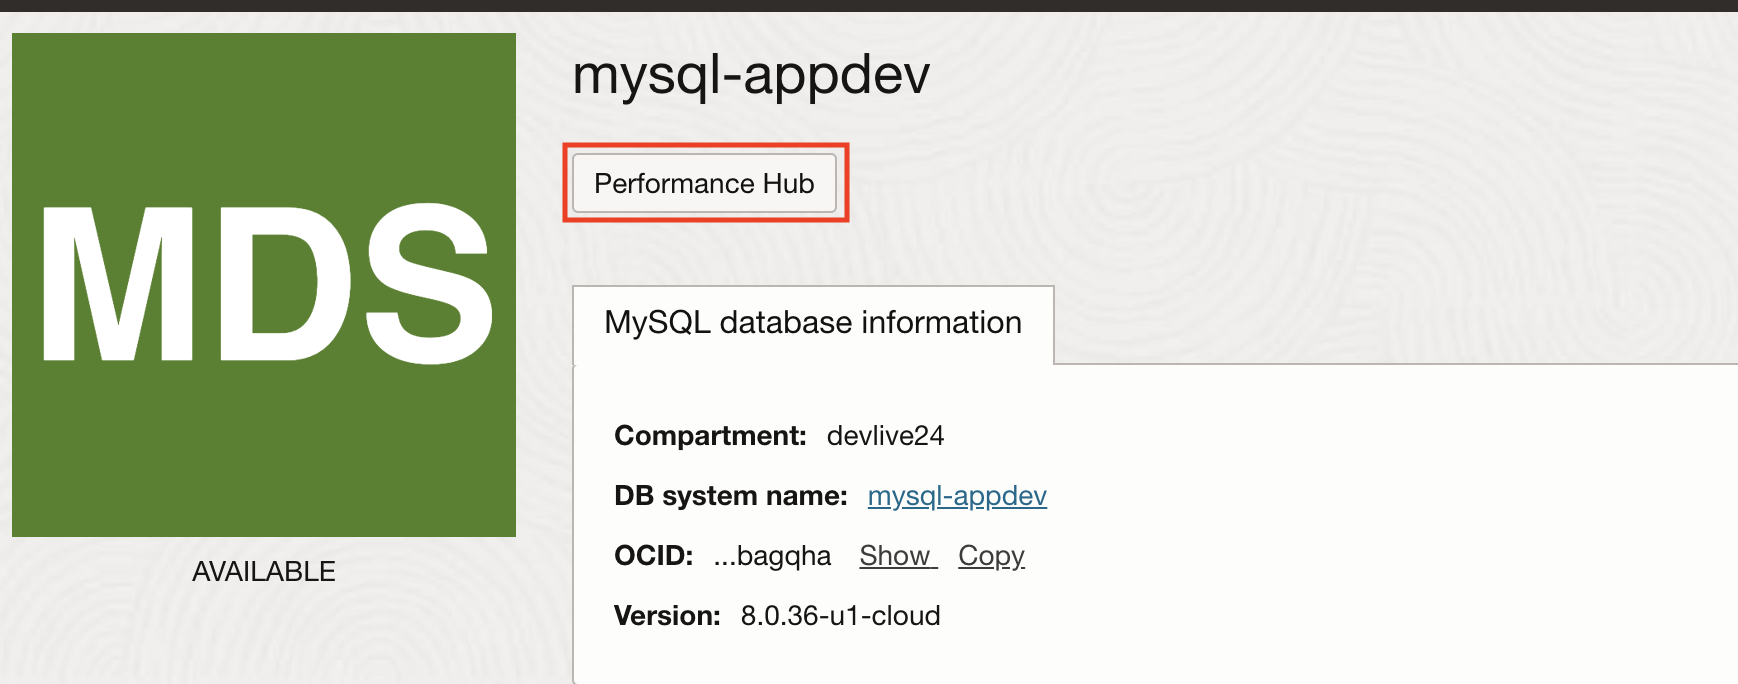 MDS
AVAILABLE
mysql-appdev
Performance Hub
MySQL database information
Compartment: devlive24
DB system name: mysql-appdev
OCID: ...bagqha Show Copy
Version: 8.0.36-u1-cloud